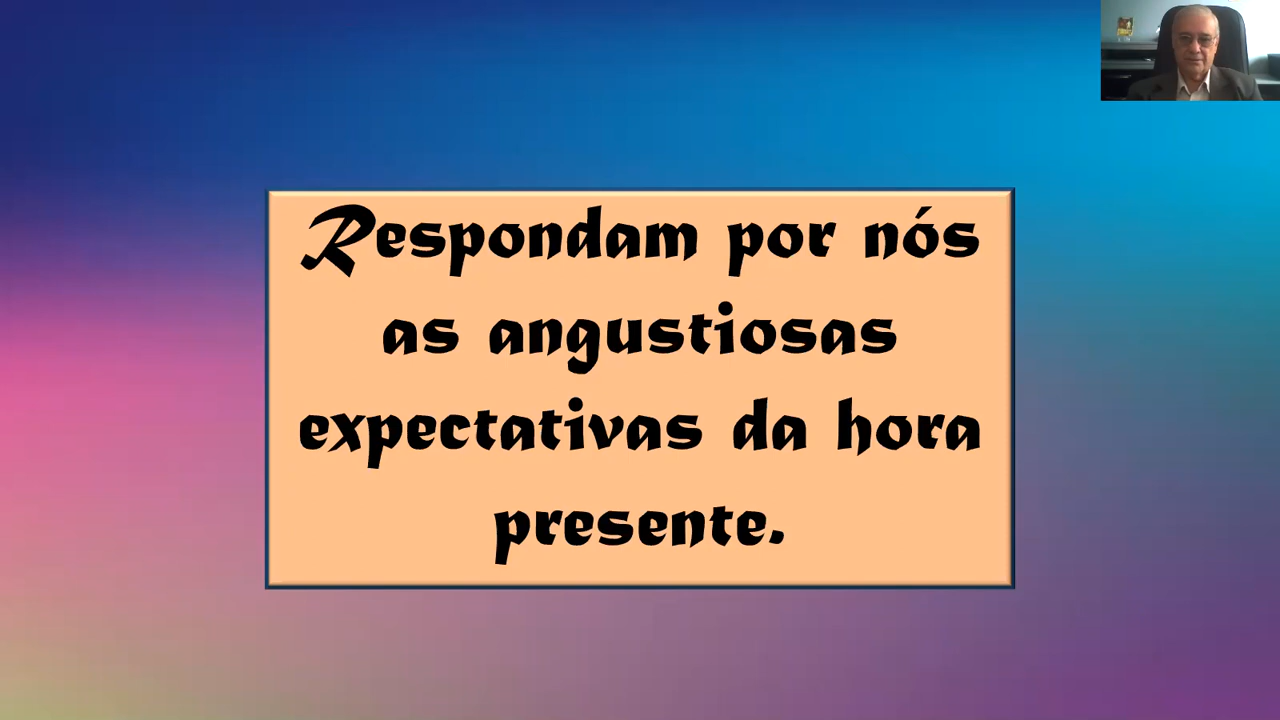 Respondam por nós
as angustiosas
expectativas da hora
presente.